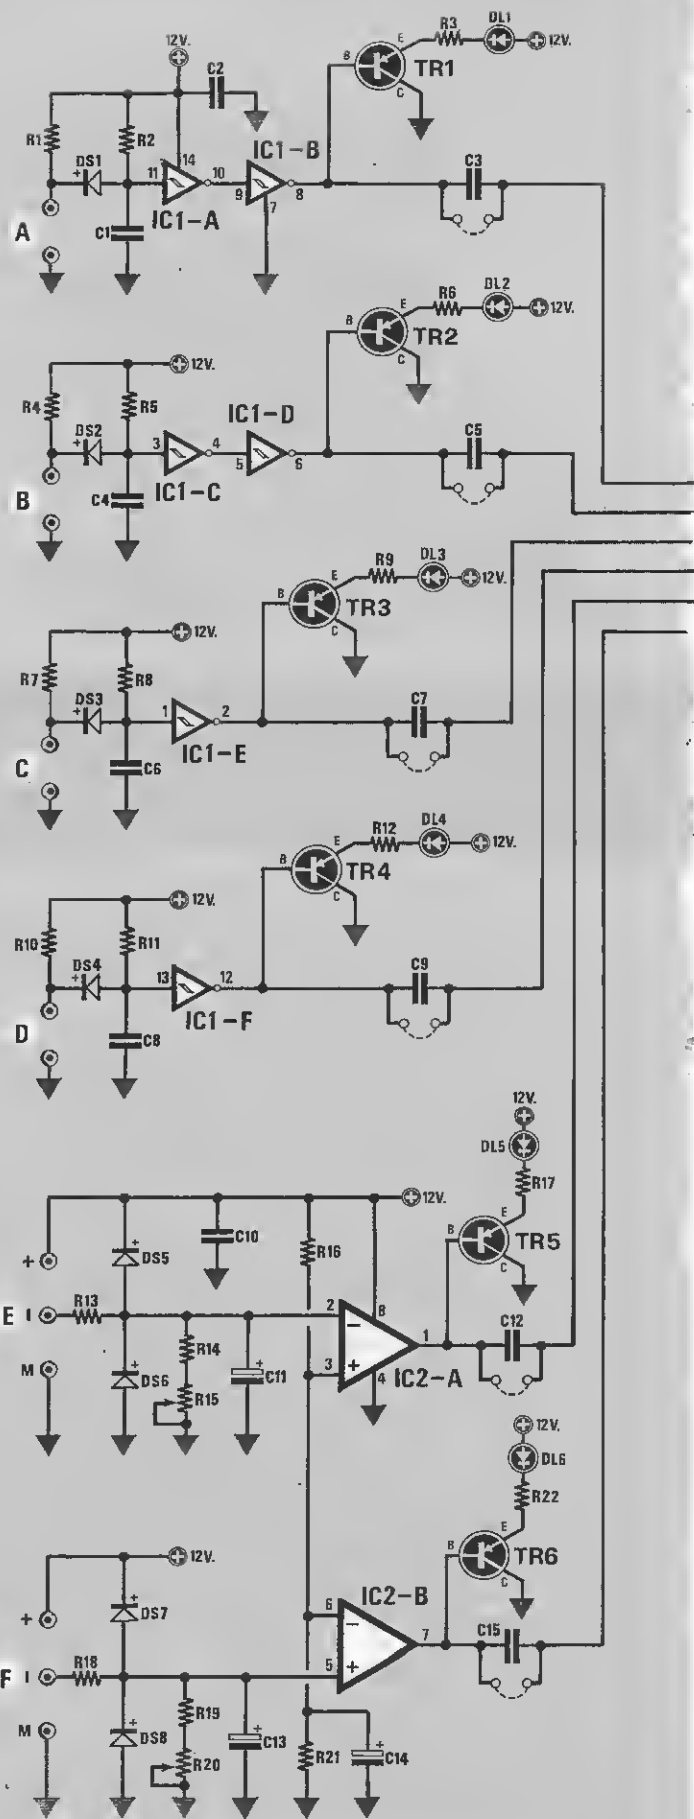 R3 DL1 12V.
12V.
E
B
TR1
C
C2
R1 R2
DS1
+
14
IC1-B
C3
11 10 9 8
7
IC1-A
A
C1
R6 DL2 12V.
E
B
TR2
C
12V.
R4 R5
DS2
+
IC1-D
C5
3 4 5 6
IC1-C
B
C4
R9 DL3 12V.
E
B
TR3
C
12V.
R7 R8
DS3
+
C7
1 2
IC1-E
C
C6
R12 DL4 12V.
E
B
TR4
C
12V.
R10 R11
DS4
+
C9
13 12
IC1-F
D
C8
12V.
DL5
R17
12V.
E
B
TR5
C
+
+
DS5
C10
R16
E I R13
2 8
−
1
C12
+
3
4
IC2-A
R14
+
C11
M
+
DS6
R15
12V.
DL6
R22
E
B
TR6
C
12V.
+
+
DS7
IC2-B
6
−
7
C15
F I R18
5
+
R19
+
C13
M
+
DS8
R20
R21
+
C14